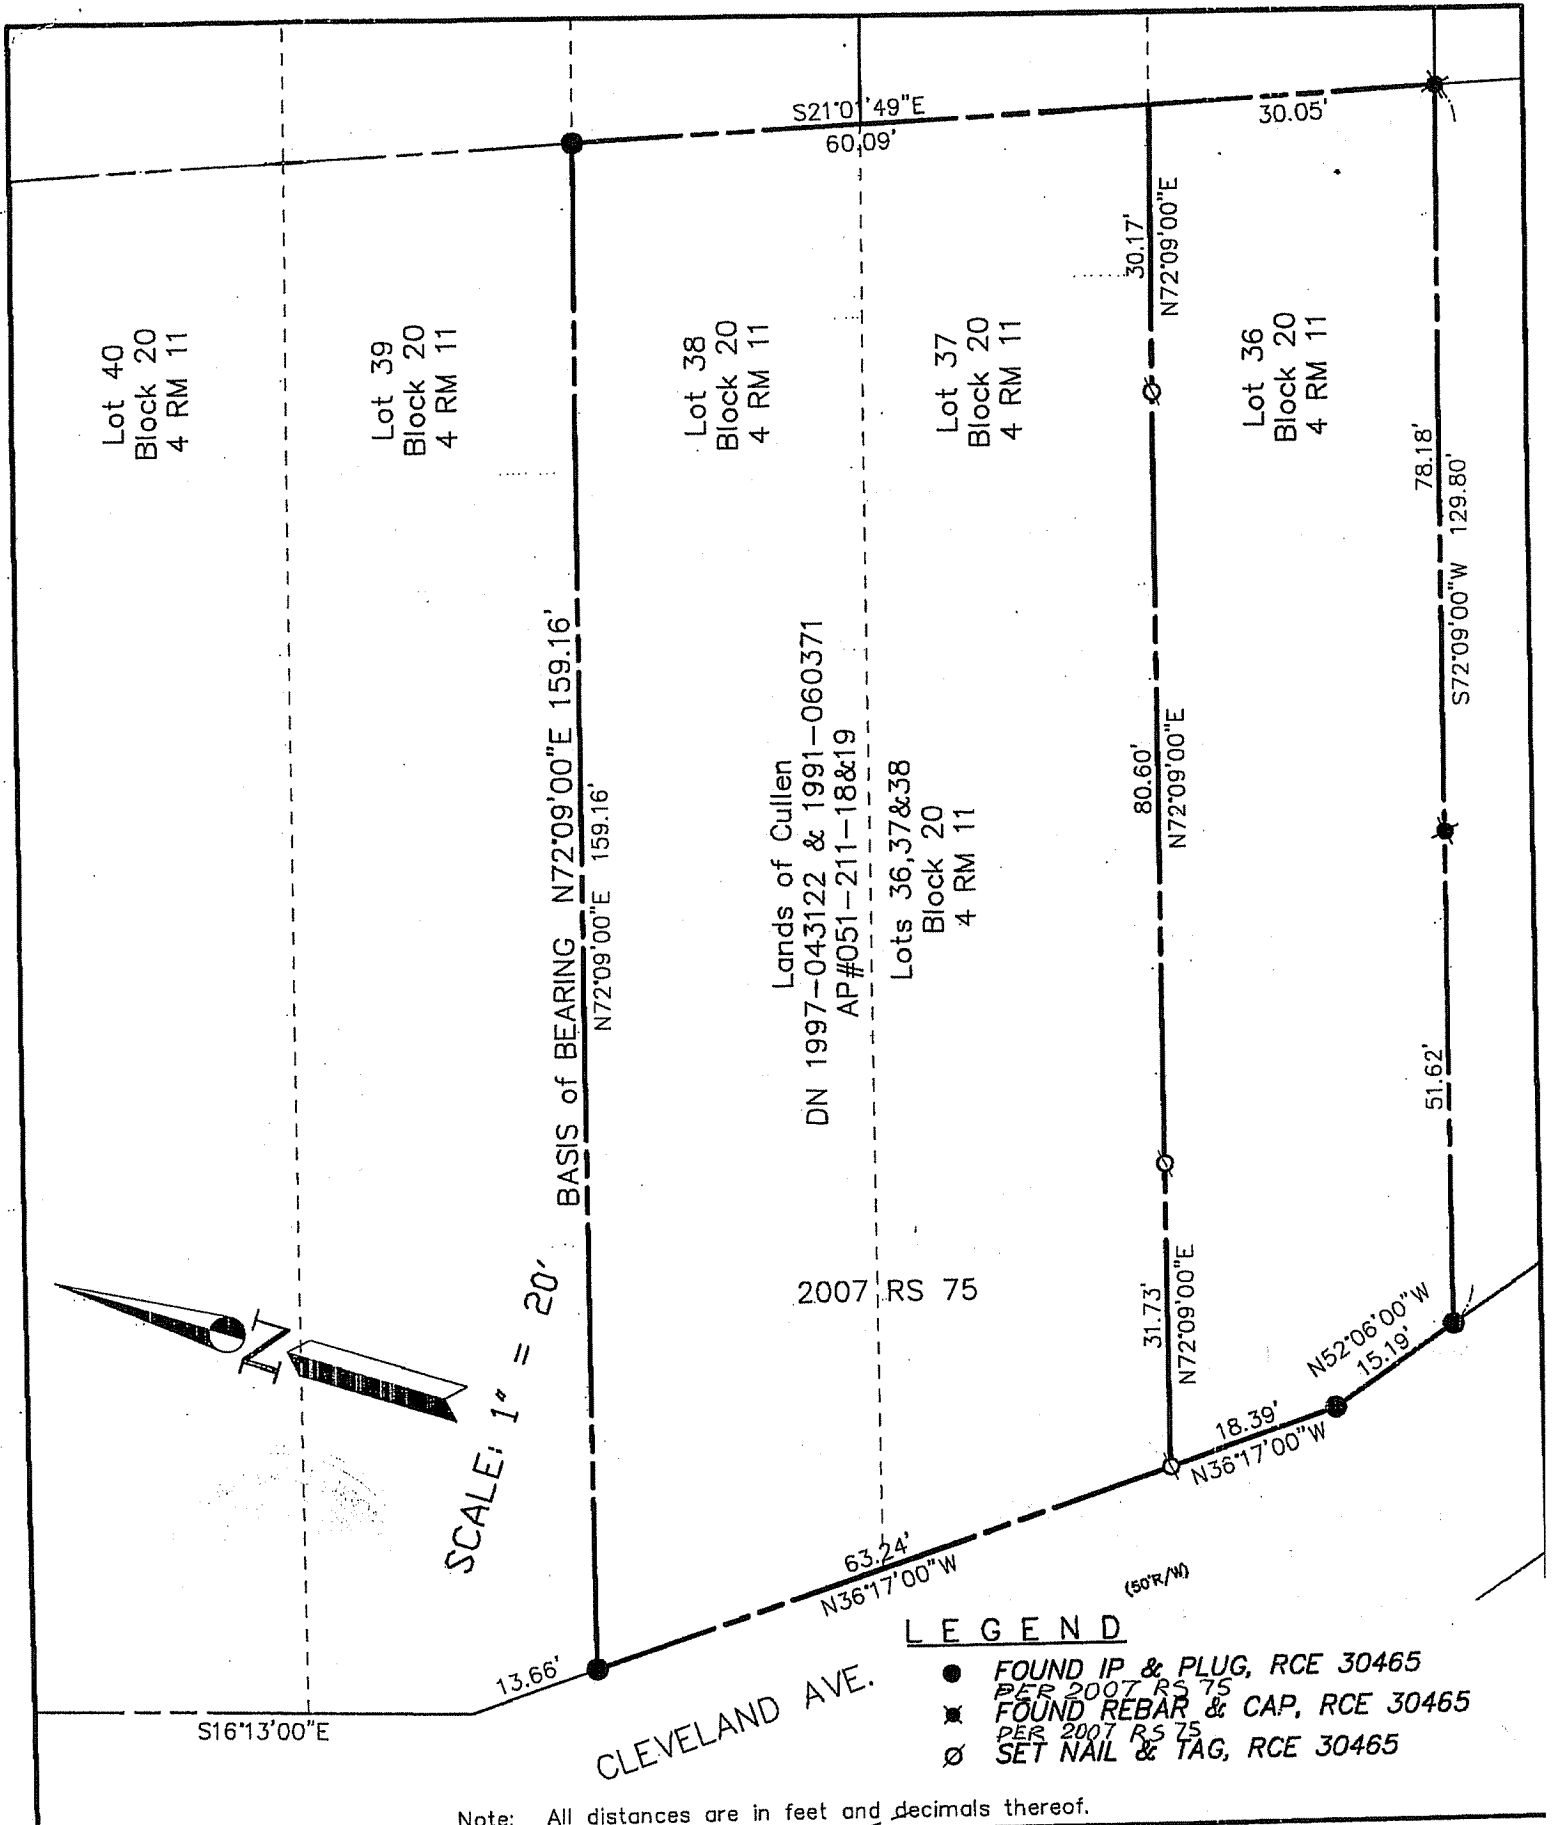 S21°01'49"E
60.09'
30.05'
30.17'
N72°09'00"E
Lot 40
Block 20
4 RM 11
Lot 39
Block 20
4 RM 11
Lot 38
Block 20
4 RM 11
Lot 37
Block 20
4 RM 11
Lot 36
Block 20
4 RM 11
78.18'
S72°09'00"W 129.80'
BASIS of BEARING N72°09'00"E 159.16'
N72°09'00"E 159.16'
Lands of Cullen
DN 1997-043122 & 1991-060371
AP#051-211-18&19
Lots 36,37&38
Block 20
4 RM 11
80.60'
N72°09'00"E
51.62'
2007 RS 75
31.73'
N72°09'00"E
N52°06'00"W
15.19'
N
SCALE: 1" = 20'
18.39'
N36°17'00"W
63.24'
N36°17'00"W
(50'R/W)
13.66'
S16°13'00"E
CLEVELAND AVE.
LEGEND
FOUND IP & PLUG, RCE 30465
PER 2007 RS 75
FOUND REBAR & CAP, RCE 30465
PER 2007 RS 75
SET NAIL & TAG, RCE 30465
Note: All distances are in feet and decimals thereof.